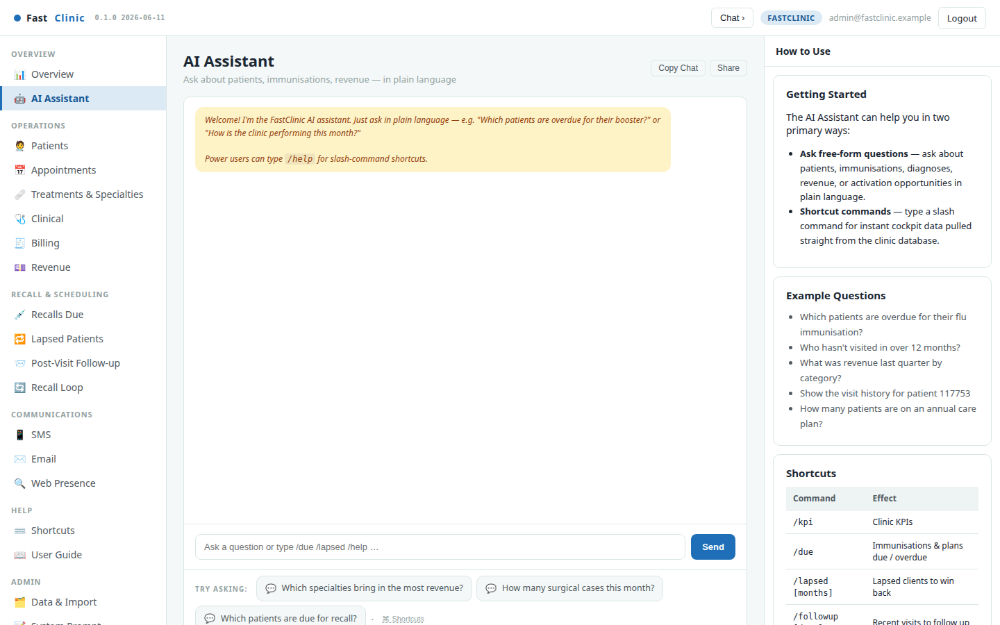 Fast Clinic 0.1.0 2026-06-11
Chat ›
FASTCLINIC
admin@fastclinic.example
Logout
OVERVIEW
Overview
AI Assistant
OPERATIONS
Patients
Appointments
Treatments & Specialties
Clinical
Billing
Revenue
RECALL & SCHEDULING
Recalls Due
Lapsed Patients
Post-Visit Follow-up
Recall Loop
COMMUNICATIONS
SMS
Email
Web Presence
HELP
Shortcuts
User Guide
ADMIN
Data & Import
System Prompt
AI Assistant
Ask about patients, immunisations, revenue — in plain language
Copy Chat
Share
Welcome! I'm the FastClinic AI assistant. Just ask in plain language — e.g. "Which patients are overdue for their booster?" or
"How is the clinic performing this month?"
Power users can type /help for slash-command shortcuts.
Ask a question or type /due /lapsed /help …
Send
TRY ASKING:
Which specialties bring in the most revenue?
How many surgical cases this month?
Which patients are due for recall?
· ⌘ Shortcuts
How to Use
Getting Started
The AI Assistant can help you in two
primary ways:
• Ask free-form questions — ask about
patients, immunisations, diagnoses,
revenue, or activation opportunities in
plain language.
• Shortcut commands — type a slash
command for instant cockpit data pulled
straight from the clinic database.
Example Questions
• Which patients are overdue for their flu
immunisation?
• Who hasn't visited in over 12 months?
• What was revenue last quarter by
category?
• Show the visit history for patient 117753
• How many patients are on an annual care
plan?
Shortcuts
Command Effect
/kpi Clinic KPIs
/due Immunisations & plans
due / overdue
/lapsed Lapsed clients to win
[months] back
/followup Recent visits to follow up